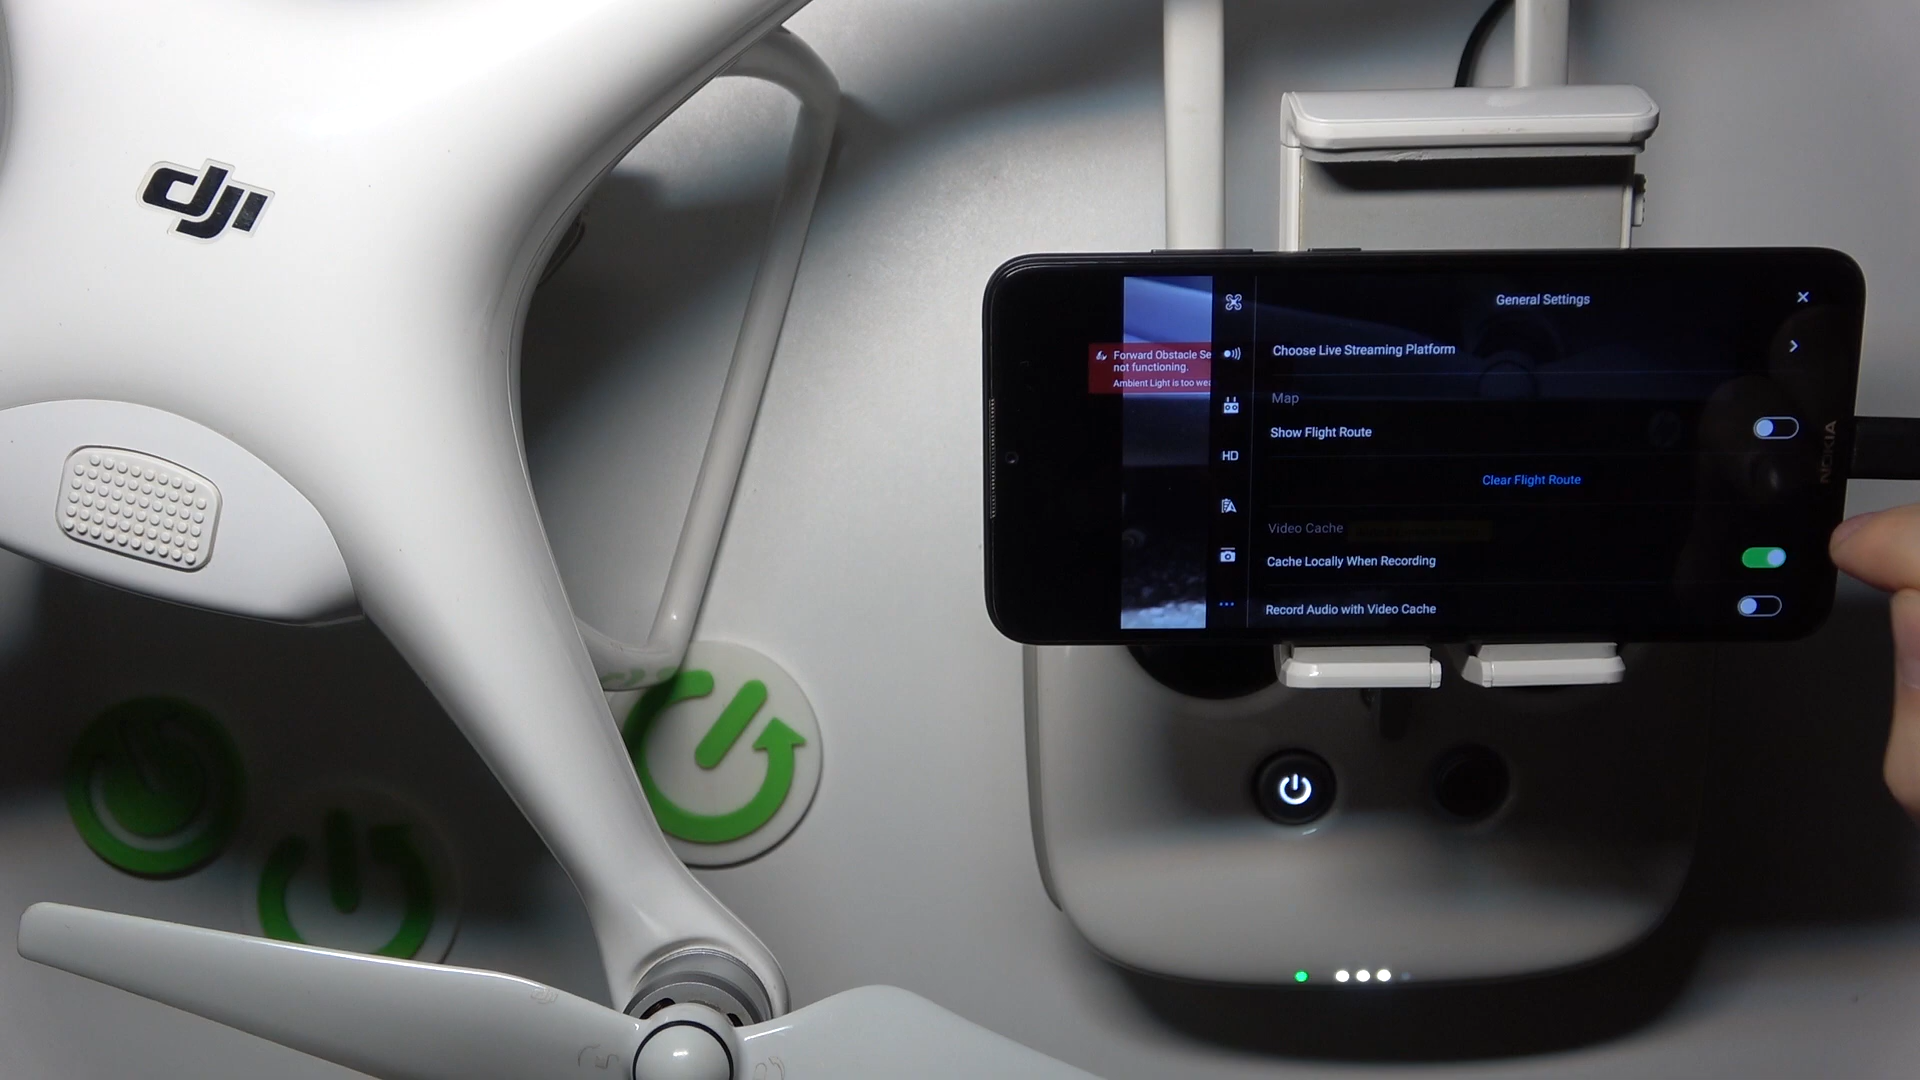 dji
General Settings
Choose Live Streaming Platform
Map
Show Flight Route
Clear Flight Route
Video Cache
Cache Locally When Recording
Record Audio with Video Cache
HD
Forward Obstacle Se
not functioning.
Ambient Light is too wea
NOKIA